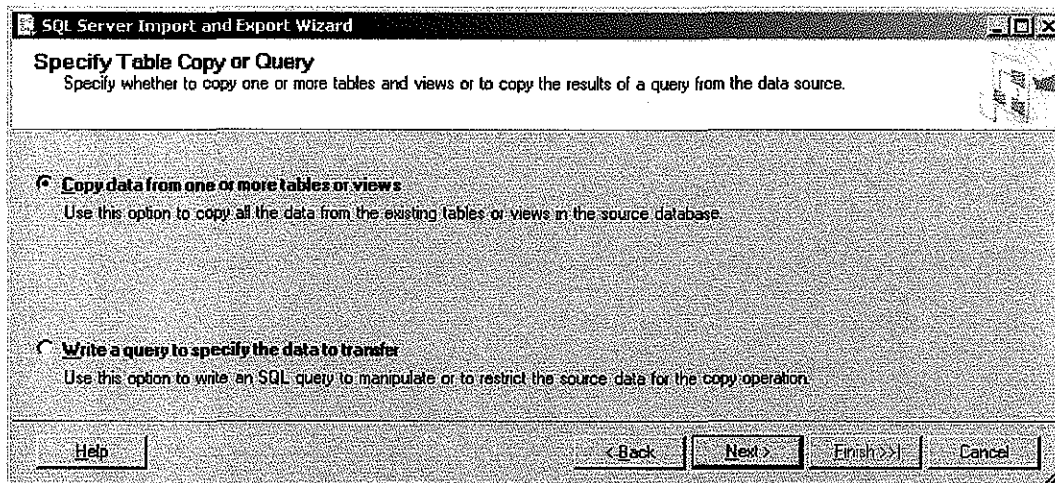 SQL Server Import and Export Wizard
Specify Table Copy or Query
Specify whether to copy one or more tables and views or to copy the results of a query from the data source.
Copy data from one or more tables or views
Use this option to copy all the data from the existing tables or views in the source database.
Write a query to specify the data to transfer
Use this option to write an SQL query to manipulate or to restrict the source data for the copy operation.
Help < Back Next > Finish >>| Cancel